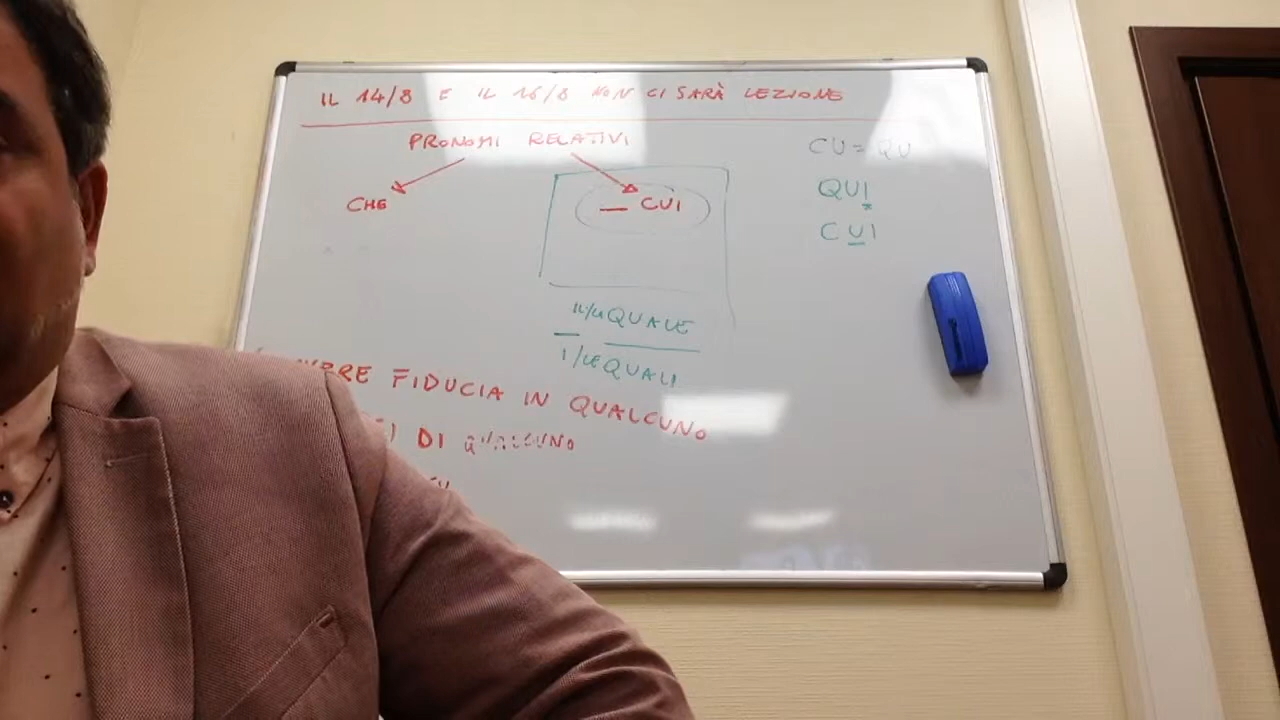 IL 14/8 E IL 16/8 NON CI SARÀ LEZIONE
PRONOMI RELATIVI
CHE
__ CUI
IL/LA QUALE
I/LE QUALI
CU = QU
QUI
CUI
FIDUCIA IN QUALCUNO
DI QUALCUNO